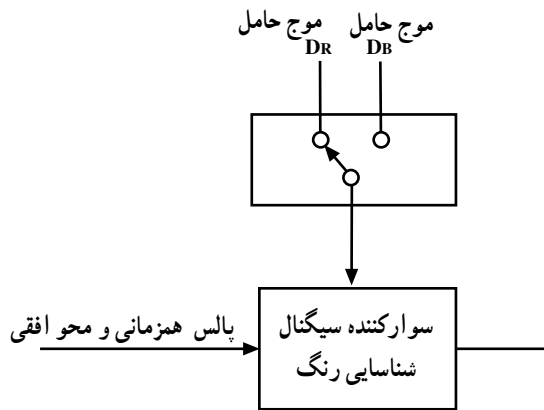 موج حامل
DR
موج حامل
DB
پالس همزمانی و محو افقی
سوارکننده سیگنال
شناسایی رنگ